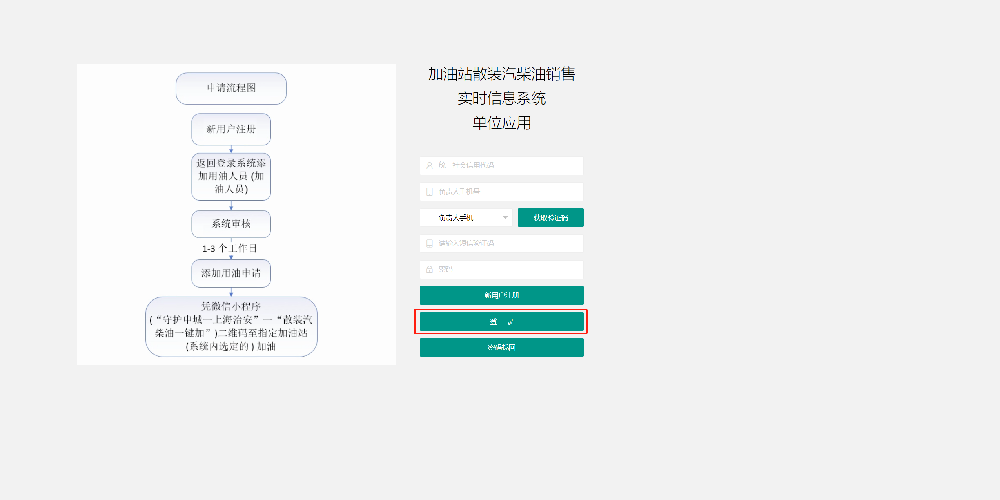 申请流程图
新用户注册
返回登录系统添
加用油人员 (加
油人员)
系统审核
1-3 个工作日
添加用油申请
凭微信小程序
(“守护申城一上海治安”一“散装汽
柴油一键加”)二维码至指定加油站
(系统内选定的 ) 加油
加油站散装汽柴油销售
实时信息系统
单位应用
统一社会信用代码
负责人手机号
负责人手机
获取验证码
请输入短信验证码
密码
新用户注册
登 录
密码找回